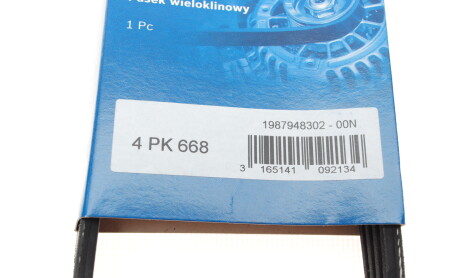 Pasek wieloklinowy
1 Pc
1987948302 - 00N
4 PK 668
3 165141 092134